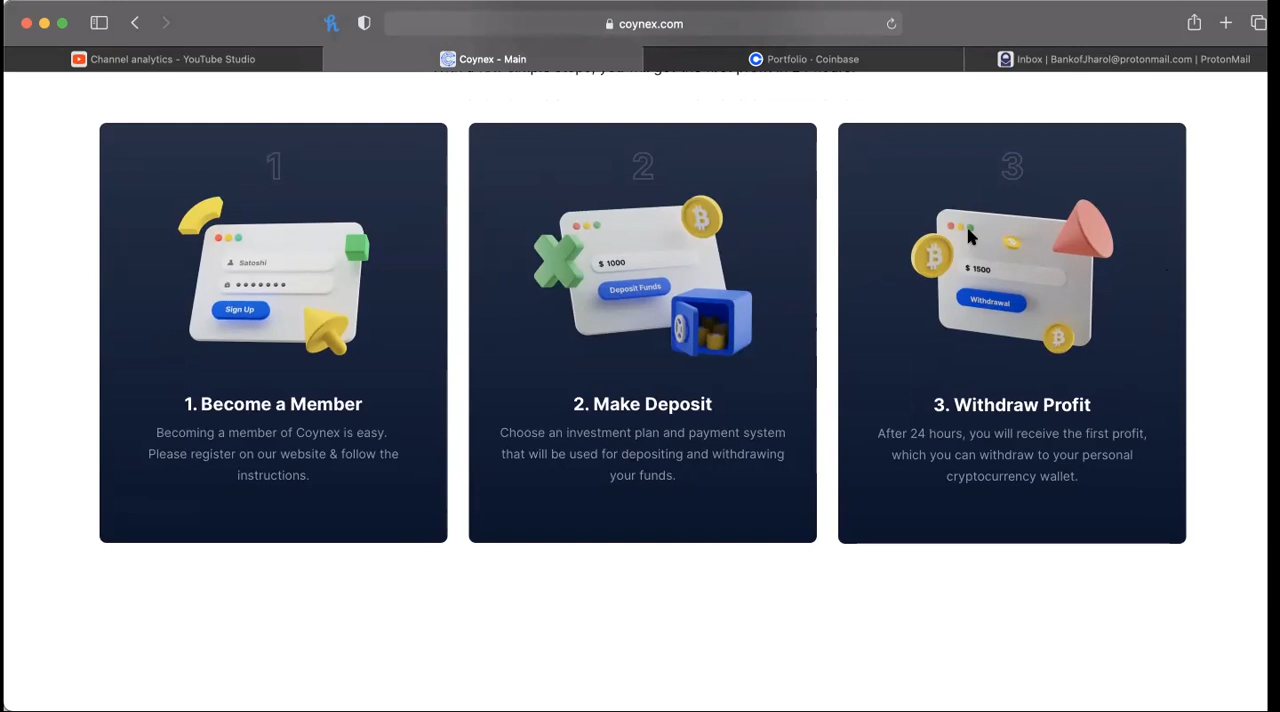 coynex.com
Channel analytics - YouTube Studio
Coynex - Main
Portfolio - Coinbase
Inbox | BankofJharol@protonmail.com | ProtonMail
1
2
3
Satoshi
Sign Up
$ 1000
Deposit Funds
$ 1500
Withdrawal
1. Become a Member
Becoming a member of Coynex is easy.
Please register on our website & follow the
instructions.
2. Make Deposit
Choose an investment plan and payment system
that will be used for depositing and withdrawing
your funds.
3. Withdraw Profit
After 24 hours, you will receive the first profit,
which you can withdraw to your personal
cryptocurrency wallet.